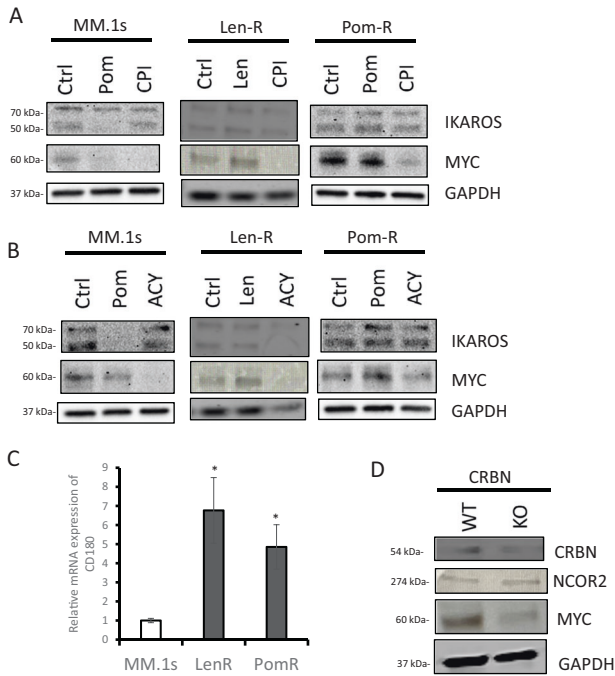 A
MM.1s Len-R Pom-R
Ctrl Pom CPI Ctrl Len CPI Ctrl Pom CPI
70 kDa-
50 kDa-
IKAROS
60 kDa-
MYC
37 kDa-
GAPDH
B
MM.1s Len-R Pom-R
Ctrl Pom ACY Ctrl Len ACY Ctrl Pom ACY
70 kDa-
50 kDa-
IKAROS
60 kDa-
MYC
37 kDa-
GAPDH
C
Relative mRNA expression of
CD180
9
8
7
6
5
4
3
2
1
0
*
*
MM.1s LenR PomR
D
CRBN
WT KO
54 kDa-
CRBN
274 kDa-
NCOR2
60 kDa-
MYC
37 kDa-
GAPDH